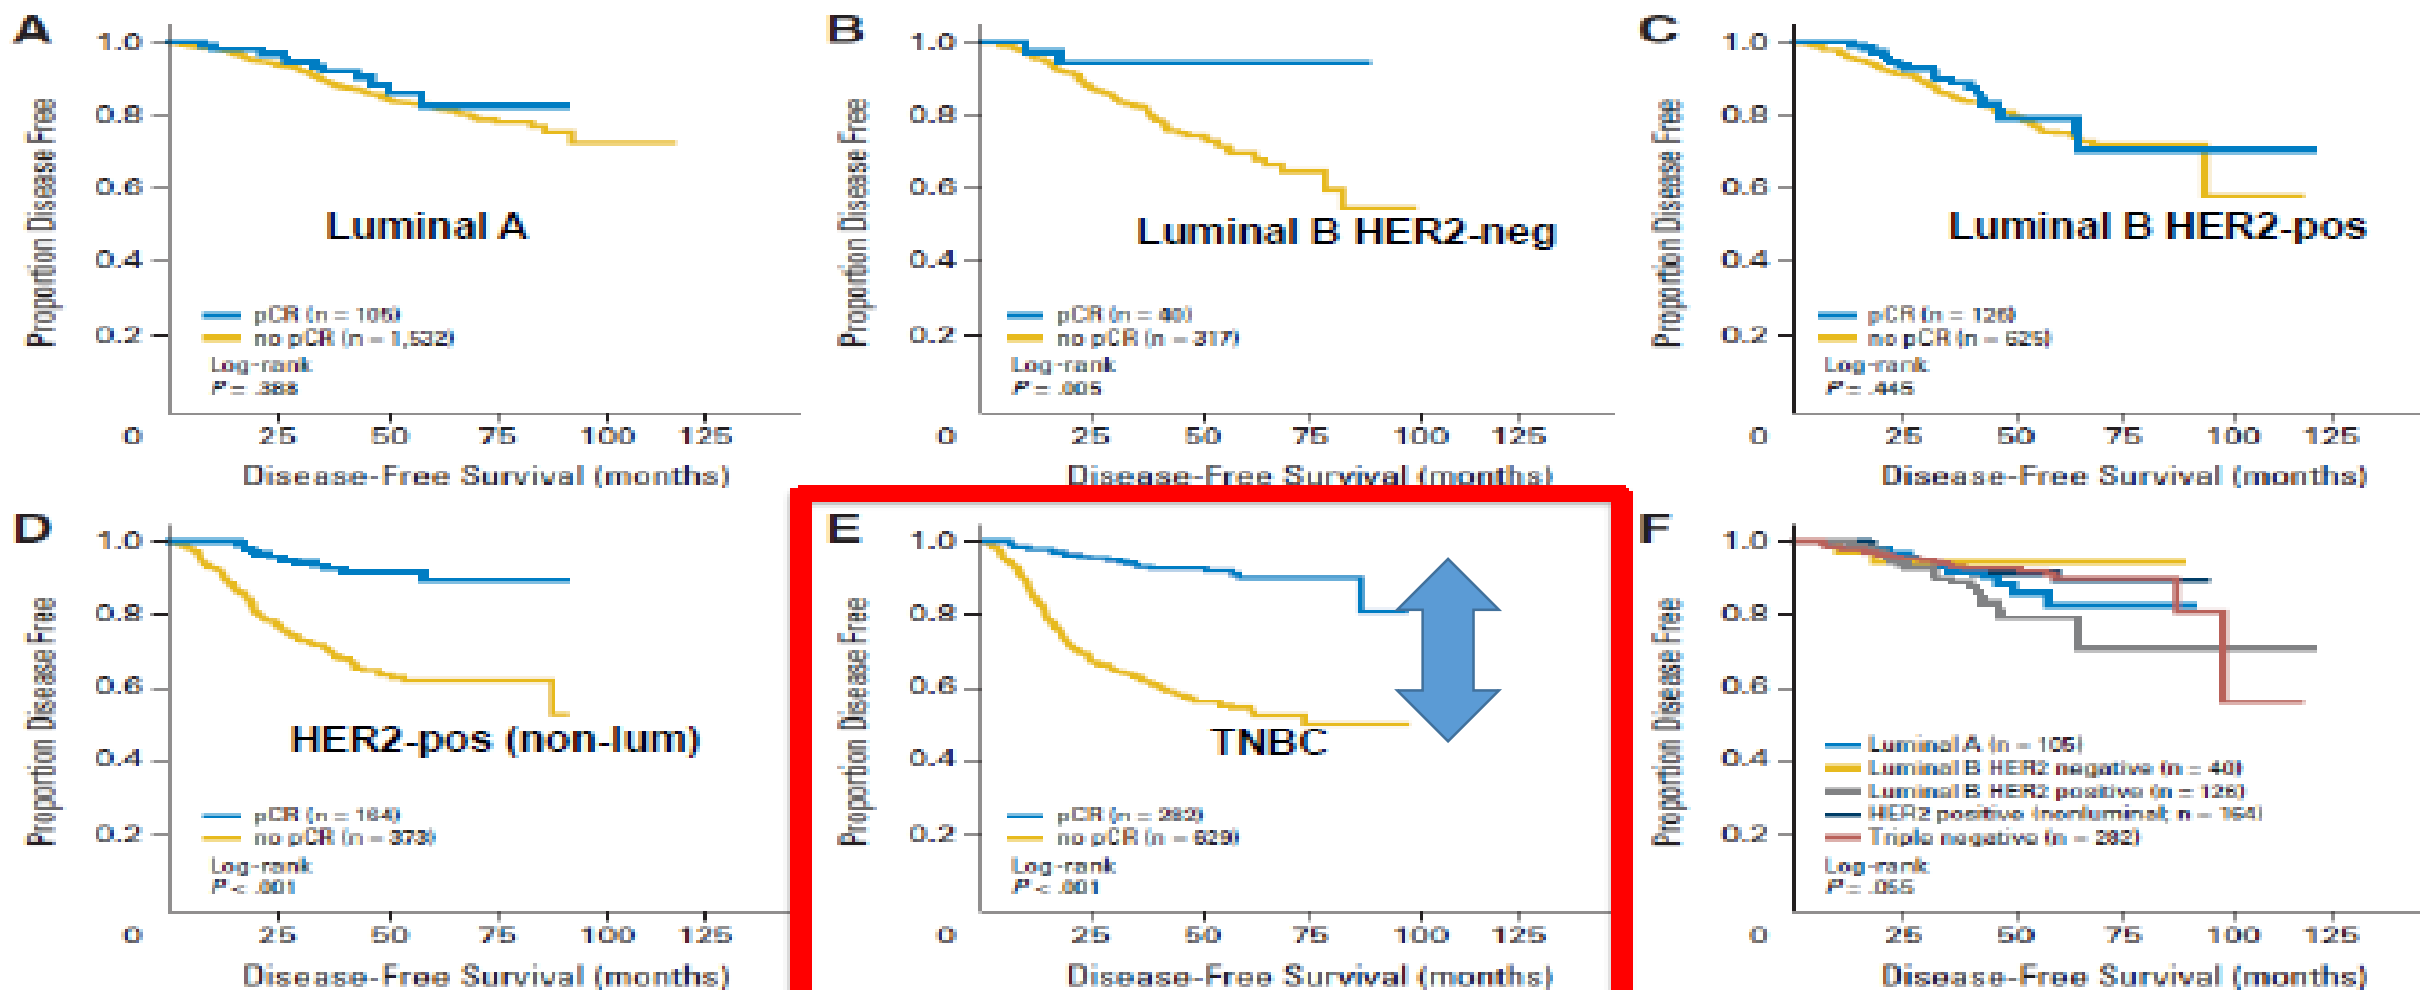 A
1.0
0.8
0.6
0.4
0.2
0
25 50 75 100 125
Proportion Disease Free
Disease-Free Survival (months)
Luminal A
pCR (n = 105)
no pCR (n = 1,532)
Log-rank
P = .388
B
1.0
0.8
0.6
0.4
0.2
0
25 50 75 100 125
Proportion Disease Free
Disease-Free Survival (months)
Luminal B HER2-neg
pCR (n = 40)
no pCR (n = 317)
Log-rank
P = .005
C
1.0
0.8
0.6
0.4
0.2
0
25 50 75 100 125
Proportion Disease Free
Disease-Free Survival (months)
Luminal B HER2-pos
pCR (n = 126)
no pCR (n = 525)
Log-rank
P = .445
D
1.0
0.8
0.6
0.4
0.2
0
25 50 75 100 125
Proportion Disease Free
Disease-Free Survival (months)
HER2-pos (non-lum)
pCR (n = 164)
no pCR (n = 373)
Log-rank
P < .001
E
1.0
0.8
0.6
0.4
0.2
0
25 50 75 100 125
Proportion Disease Free
Disease-Free Survival (months)
TNBC
pCR (n = 282)
no pCR (n = 629)
Log-rank
P < .001
F
1.0
0.8
0.6
0.4
0.2
0
25 50 75 100 125
Proportion Disease Free
Disease-Free Survival (months)
Luminal A (n = 105)
Luminal B HER2 negative (n = 40)
Luminal B HER2 positive (n = 126)
HER2 positive (nonluminal; n = 164)
Triple negative (n = 282)
Log-rank
P = .055